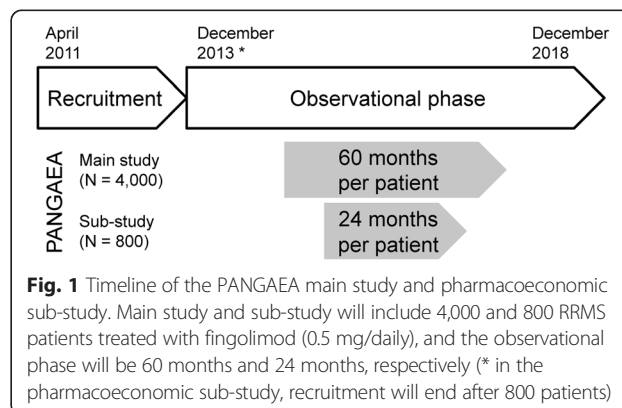 April
2011
December
2013 *
December
2018
Recruitment
Observational phase
PANGAEA
Main study
(N = 4,000)
60 months
per patient
Sub-study
(N = 800)
24 months
per patient
Fig. 1 Timeline of the PANGAEA main study and pharmacoeconomic
sub-study. Main study and sub-study will include 4,000 and 800 RRMS
patients treated with fingolimod (0.5 mg/daily), and the observational
phase will be 60 months and 24 months, respectively (* in the
pharmacoeconomic sub-study, recruitment will end after 800 patients)